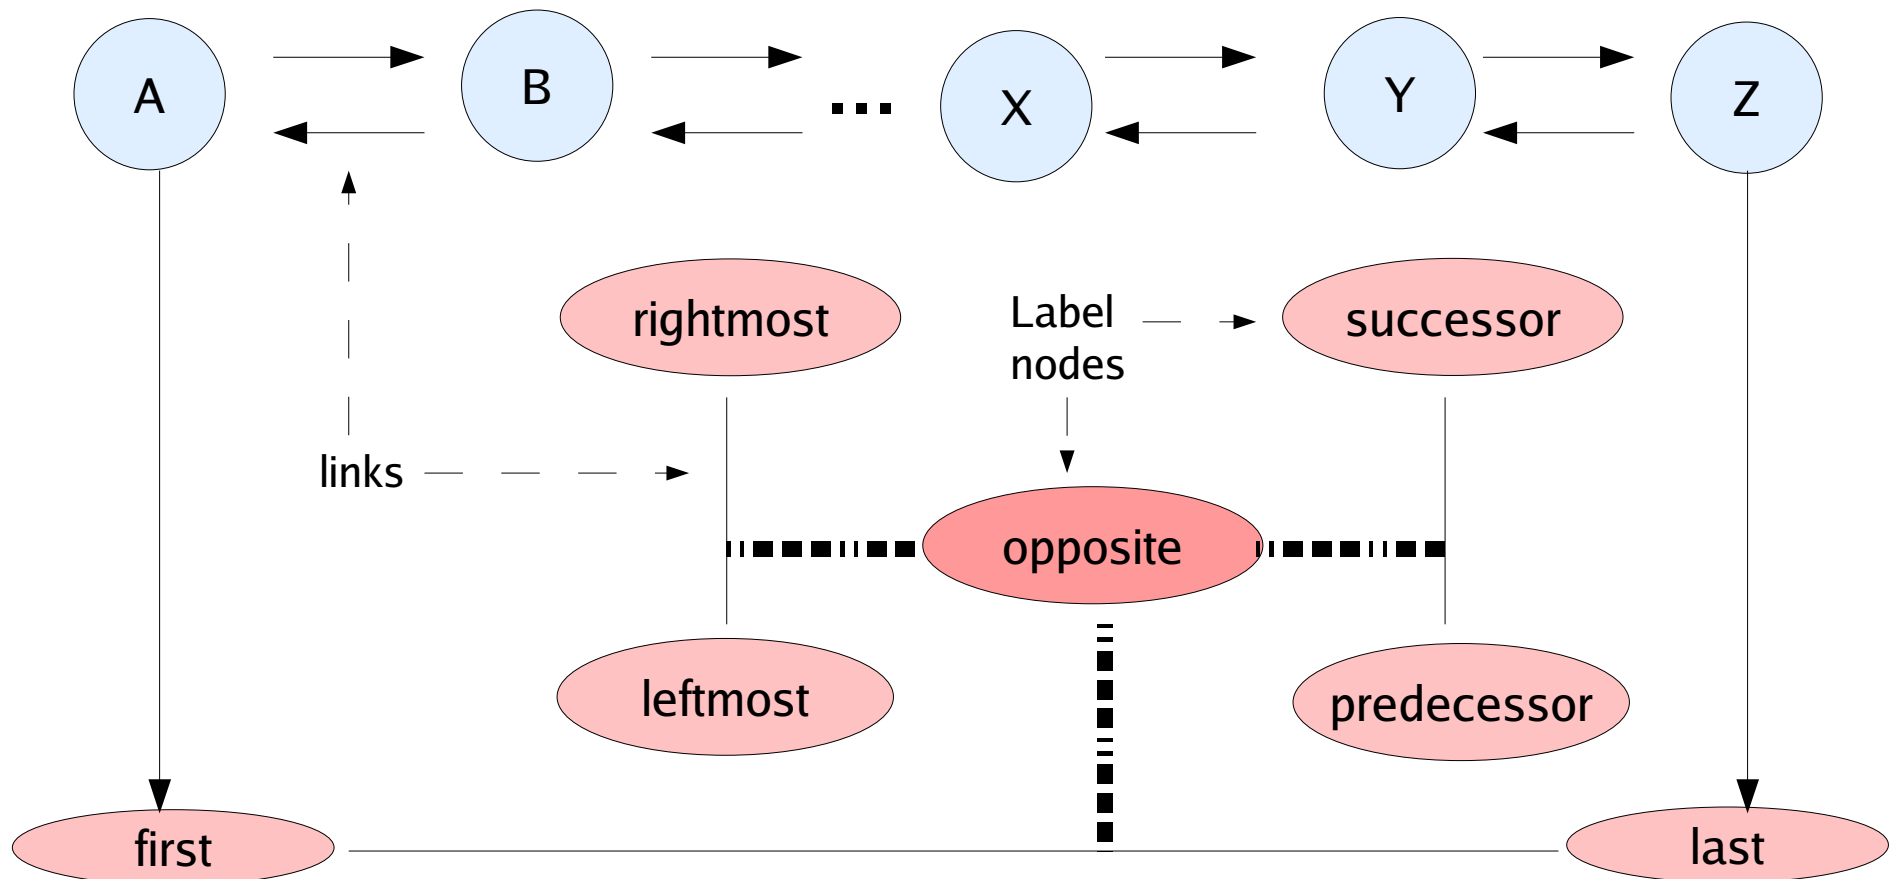 A
B
...
X
Y
Z
rightmost
Label
nodes
successor
links
opposite
leftmost
predecessor
first
last